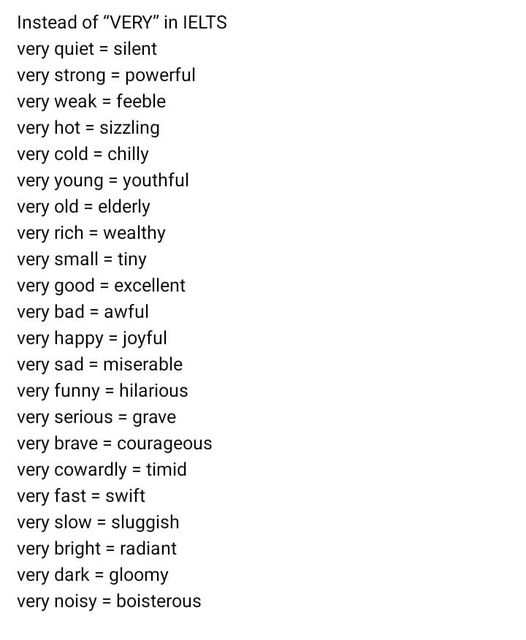 Instead of “VERY” in IELTS
very quiet = silent
very strong = powerful
very weak = feeble
very hot = sizzling
very cold = chilly
very young = youthful
very old = elderly
very rich = wealthy
very small = tiny
very good = excellent
very bad = awful
very happy = joyful
very sad = miserable
very funny = hilarious
very serious = grave
very brave = courageous
very cowardly = timid
very fast = swift
very slow = sluggish
very bright = radiant
very dark = gloomy
very noisy = boisterous